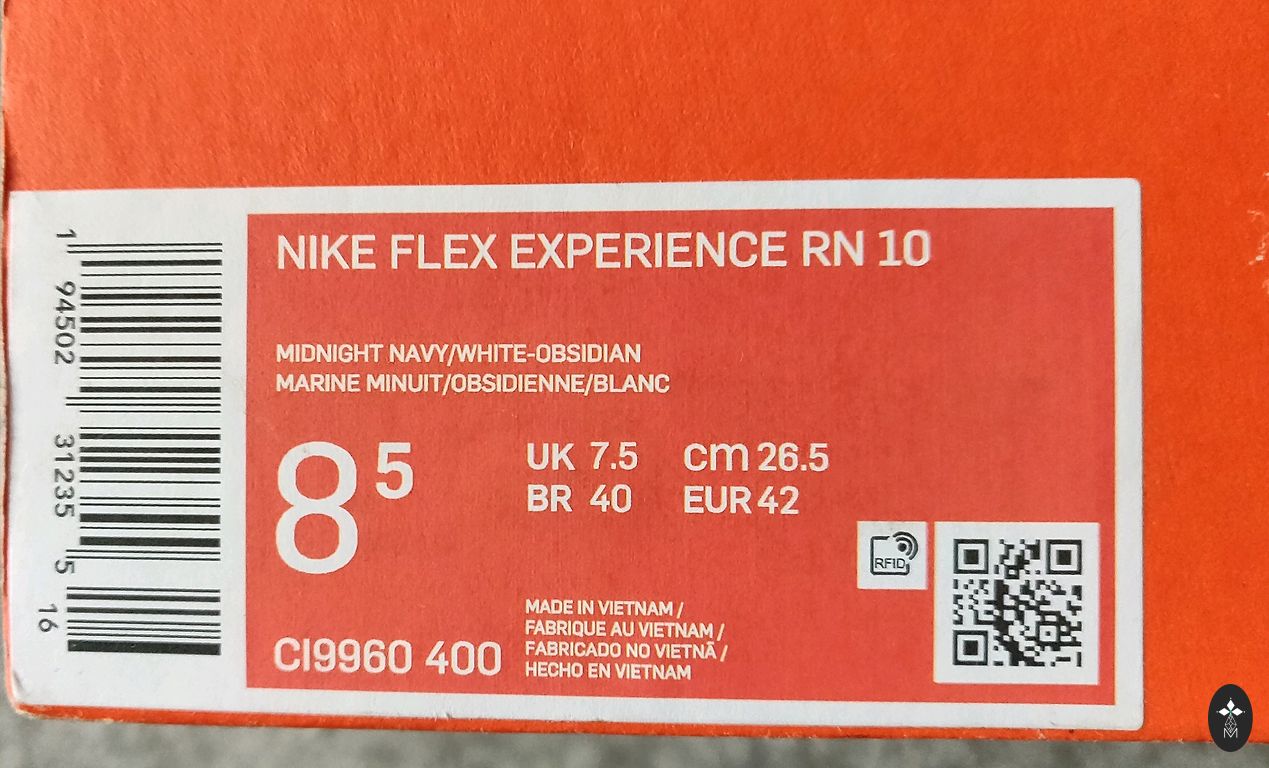 NIKE FLEX EXPERIENCE RN 10
MIDNIGHT NAVY/WHITE-OBSIDIAN
MARINE MINUIT/OBSIDIENNE/BLANC
8 5
UK 7.5 cm 26.5
BR 40 EUR 42
RFID
CI9960 400
MADE IN VIETNAM /
FABRIQUE AU VIETNAM /
FABRICADO NO VIETNÃ /
HECHO EN VIETNAM
1 94502 31235 5
16
M